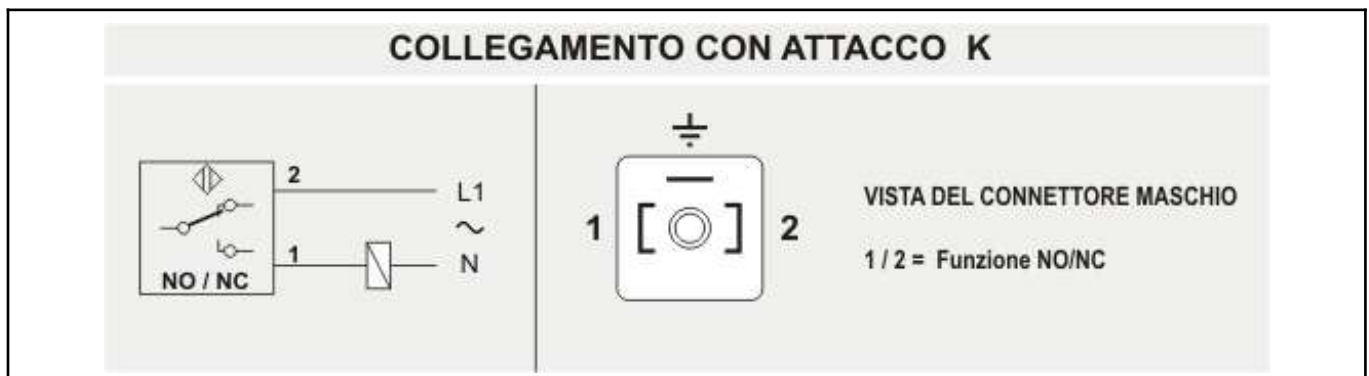 COLLEGAMENTO CON ATTACCO K
2
L1
~
1
N
NO / NC
1
2
VISTA DEL CONNETTORE MASCHIO
1 / 2 = Funzione NO/NC